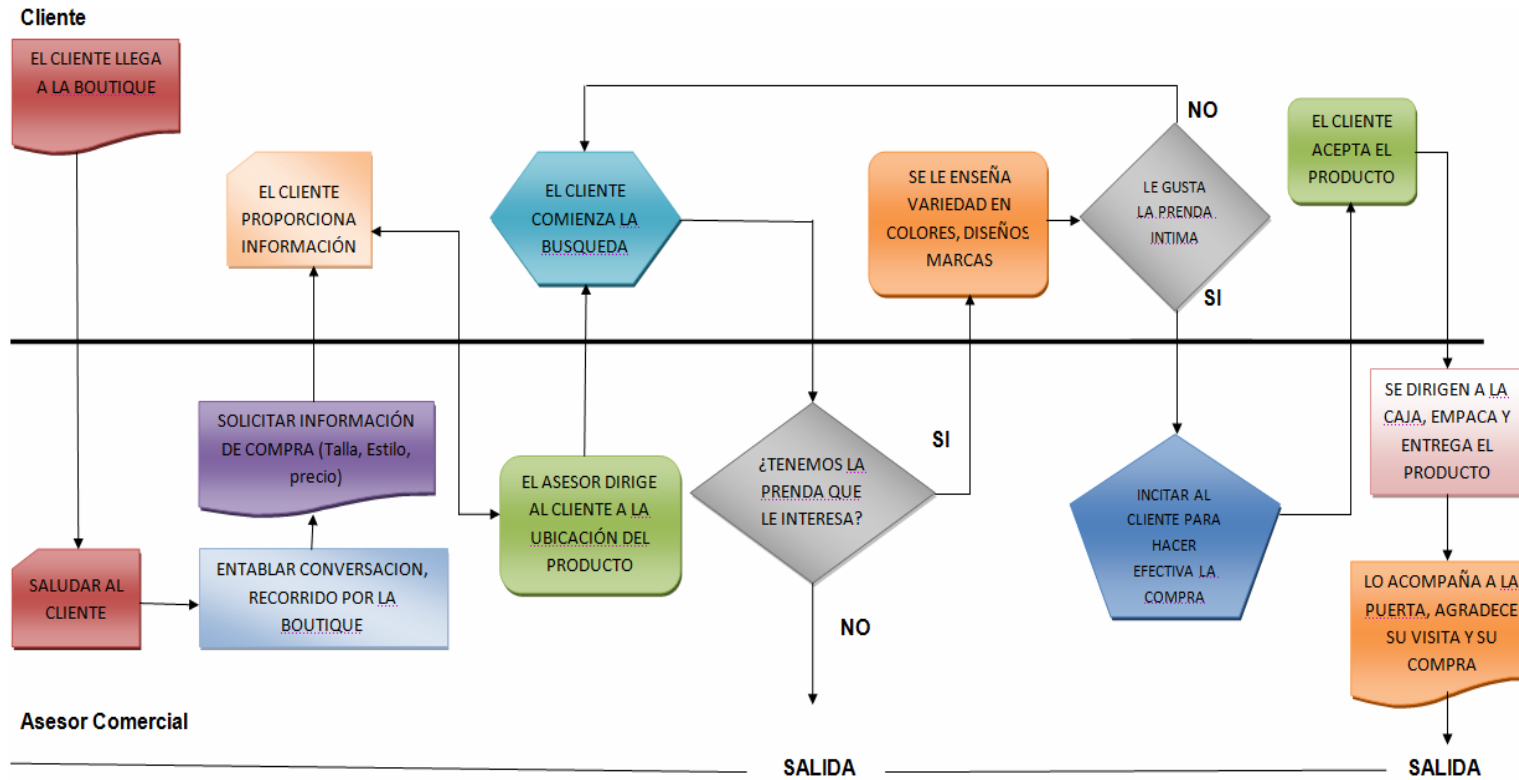 Cliente
EL CLIENTE LLEGA
A LA BOUTIQUE
EL CLIENTE
PROPORCIONA
INFORMACIÓN
EL CLIENTE
COMIENZA LA
BUSQUEDA
SE LE ENSEÑA
VARIEDAD EN
COLORES, DISEÑOS
MARCAS
NO
LE GUSTA
LA PRENDA
INTIMA
SI
EL CLIENTE
ACEPTA EL
PRODUCTO
SOLICITAR INFORMACIÓN
DE COMPRA (Talla, Estilo,
precio)
SALUDAR AL
CLIENTE
ENTABLAR CONVERSACION,
RECORRIDO POR LA
BOUTIQUE
EL ASESOR DIRIGE
AL CLIENTE A LA
UBICACIÓN DEL
PRODUCTO
¿TENEMOS LA
PRENDA QUE
LE INTERESA?
SI
NO
INCITAR AL
CLIENTE PARA
HACER
EFECTIVA LA
COMPRA
SE DIRIGEN A LA
CAJA, EMPACA Y
ENTREGA EL
PRODUCTO
LO ACOMPAÑA A LA
PUERTA, AGRADECE
SU VISITA Y SU
COMPRA
Asesor Comercial
SALIDA
SALIDA